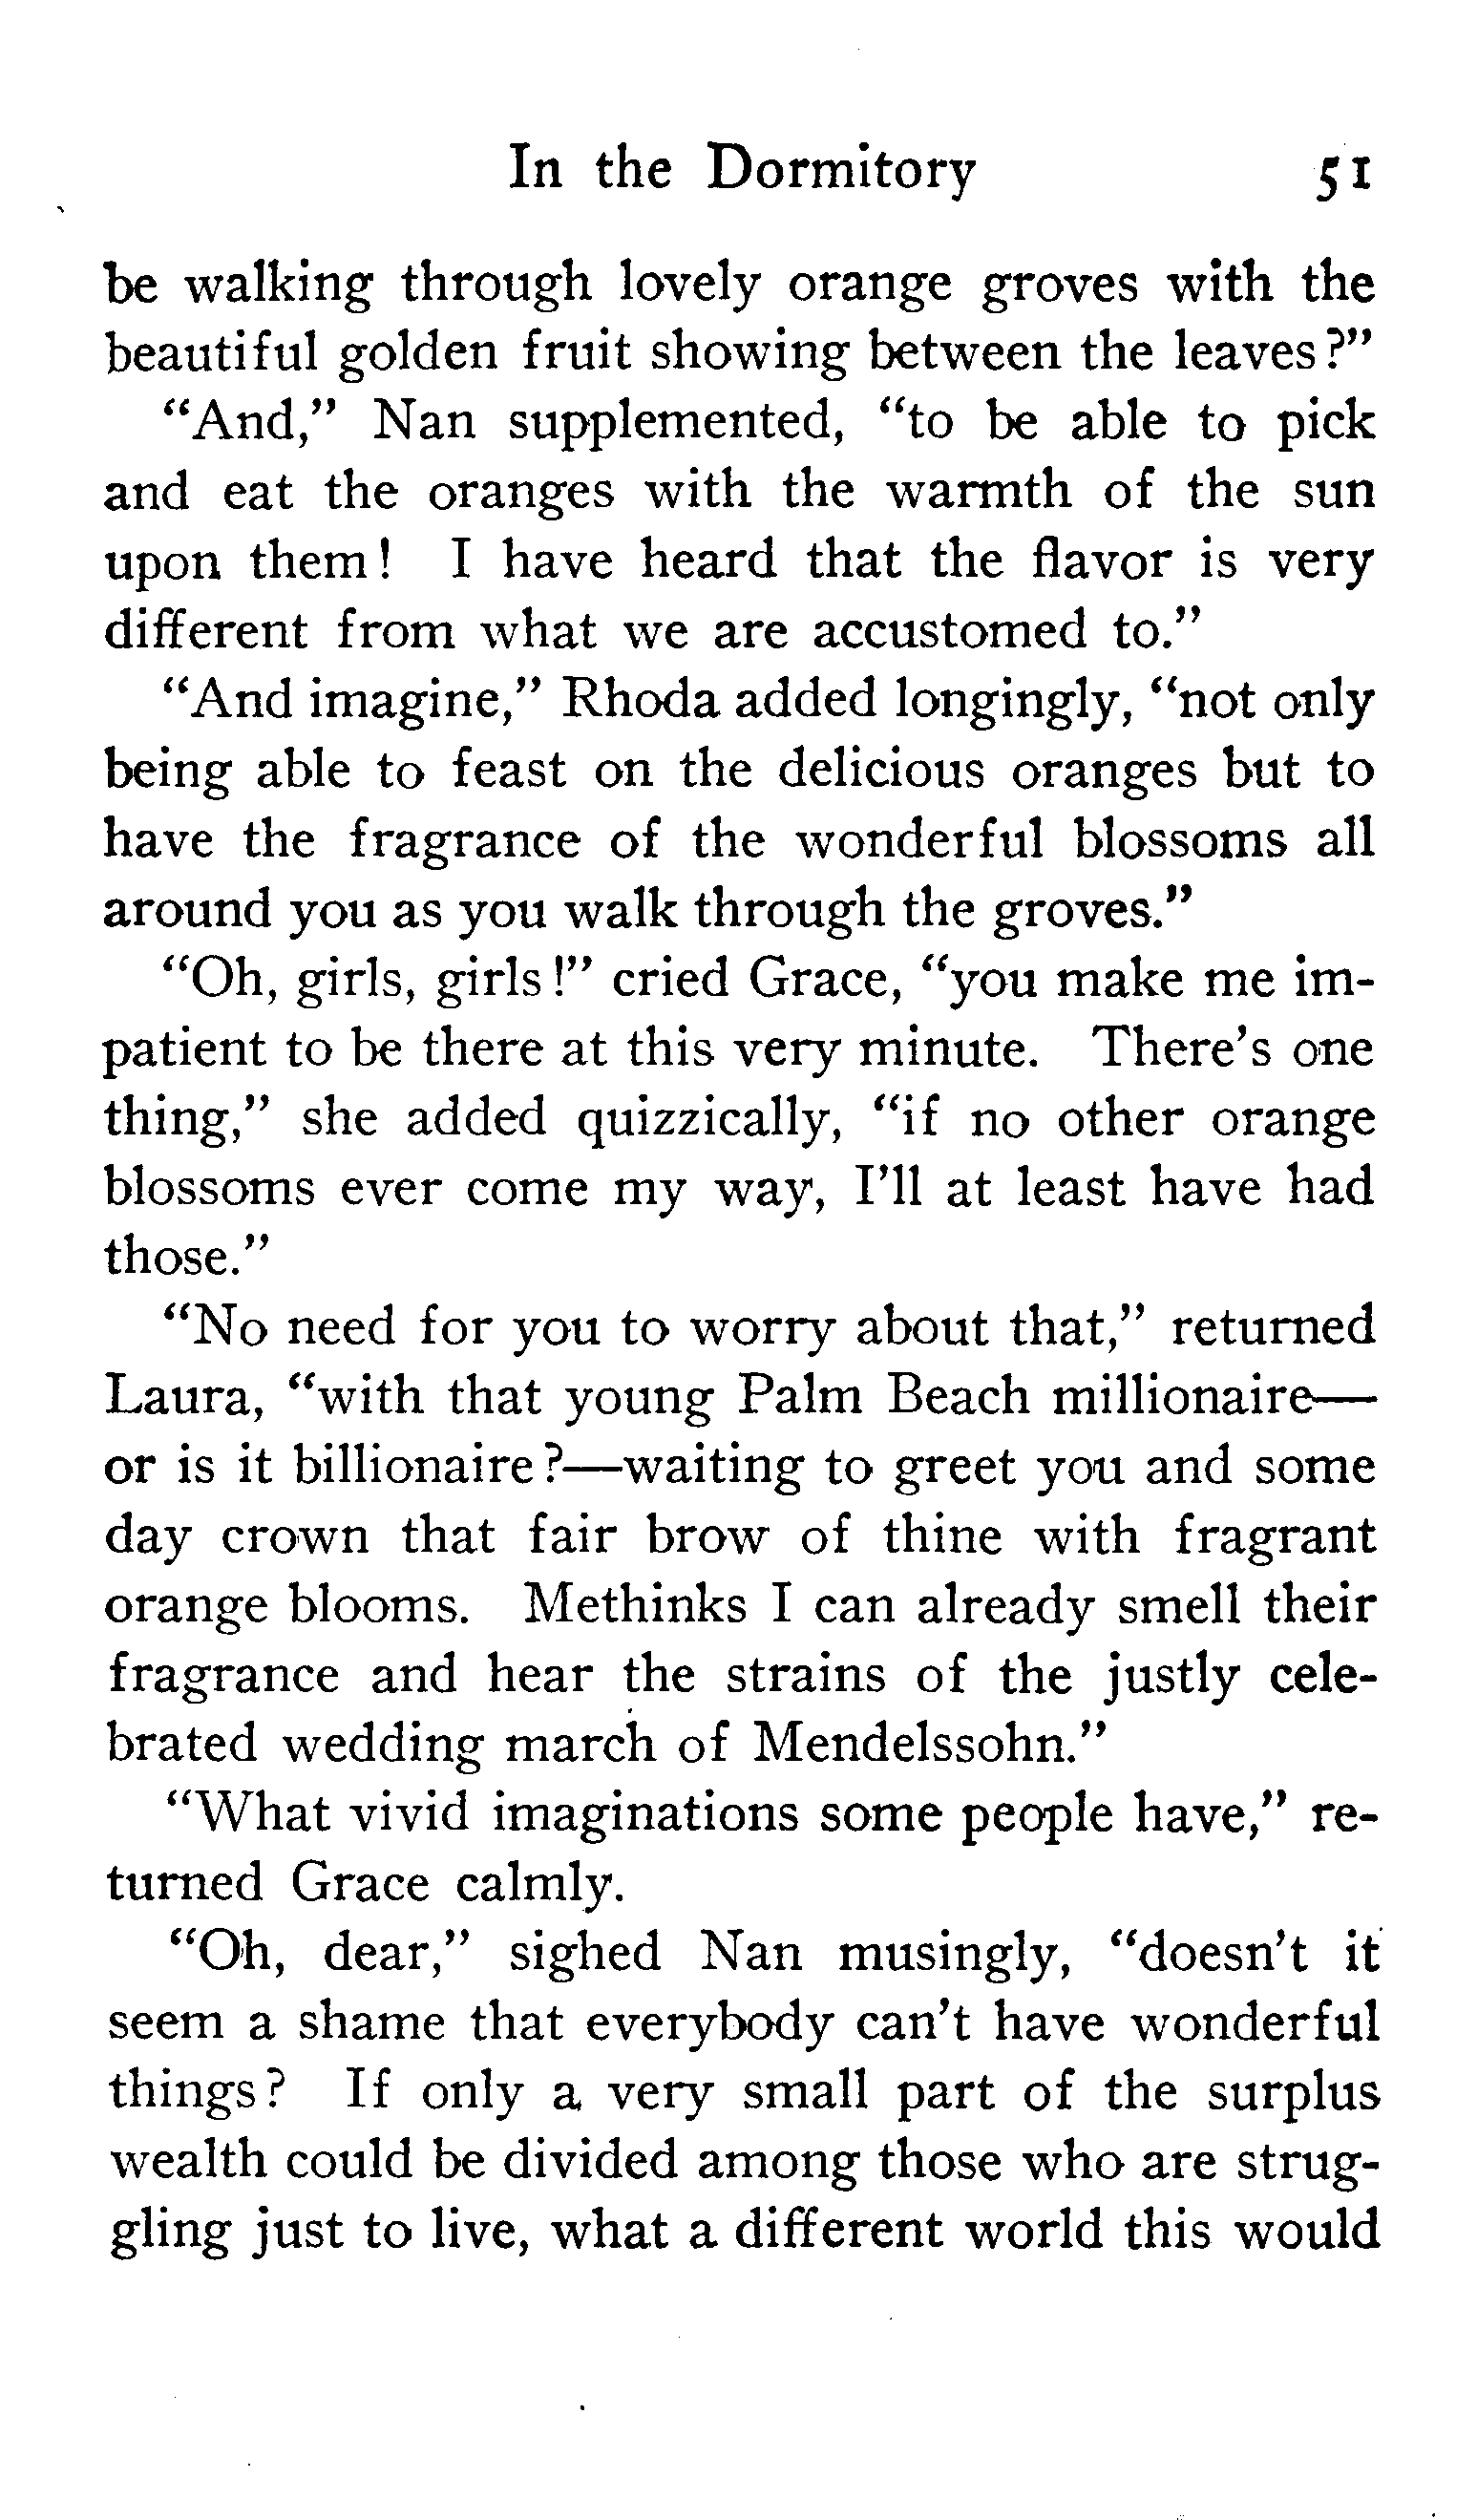 In the Dormitory 51
be walking through lovely orange groves with the
beautiful golden fruit showing between the leaves?"
"And," Nan supplemented, "to be able to pick
and eat the oranges with the warmth of the sun
upon them! I have heard that the flavor is very
different from what we are accustomed to."
"And imagine," Rhoda added longingly, "not only
being able to feast on the delicious oranges but to
have the fragrance of the wonderful blossoms all
around you as you walk through the groves."
"Oh, girls, girls!" cried Grace, "you make me im-
patient to be there at this very minute. There's one
thing," she added quizzically, "if no other orange
blossoms ever come my way, I'll at least have had
those."
"No need for you to worry about that," returned
Laura, "with that young Palm Beach millionaire—
or is it billionaire?—waiting to greet you and some
day crown that fair brow of thine with fragrant
orange blooms. Methinks I can already smell their
fragrance and hear the strains of the justly cele-
brated wedding march of Mendelssohn."
"What vivid imaginations some people have," re-
turned Grace calmly.
"Oh, dear," sighed Nan musingly, "doesn't it
seem a shame that everybody can't have wonderful
things? If only a very small part of the surplus
wealth could be divided among those who are strug-
gling just to live, what a different world this would